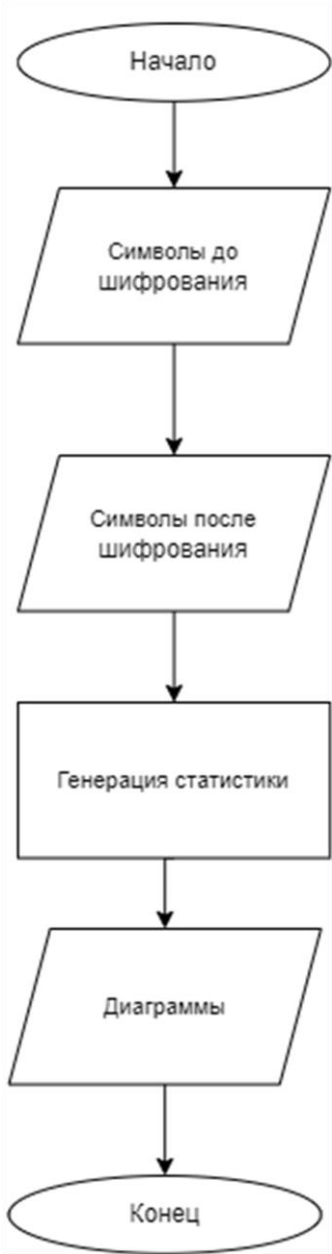 Начало
Символы до
шифрования
Символы после
шифрования
Генерация статистики
Диаграммы
Конец